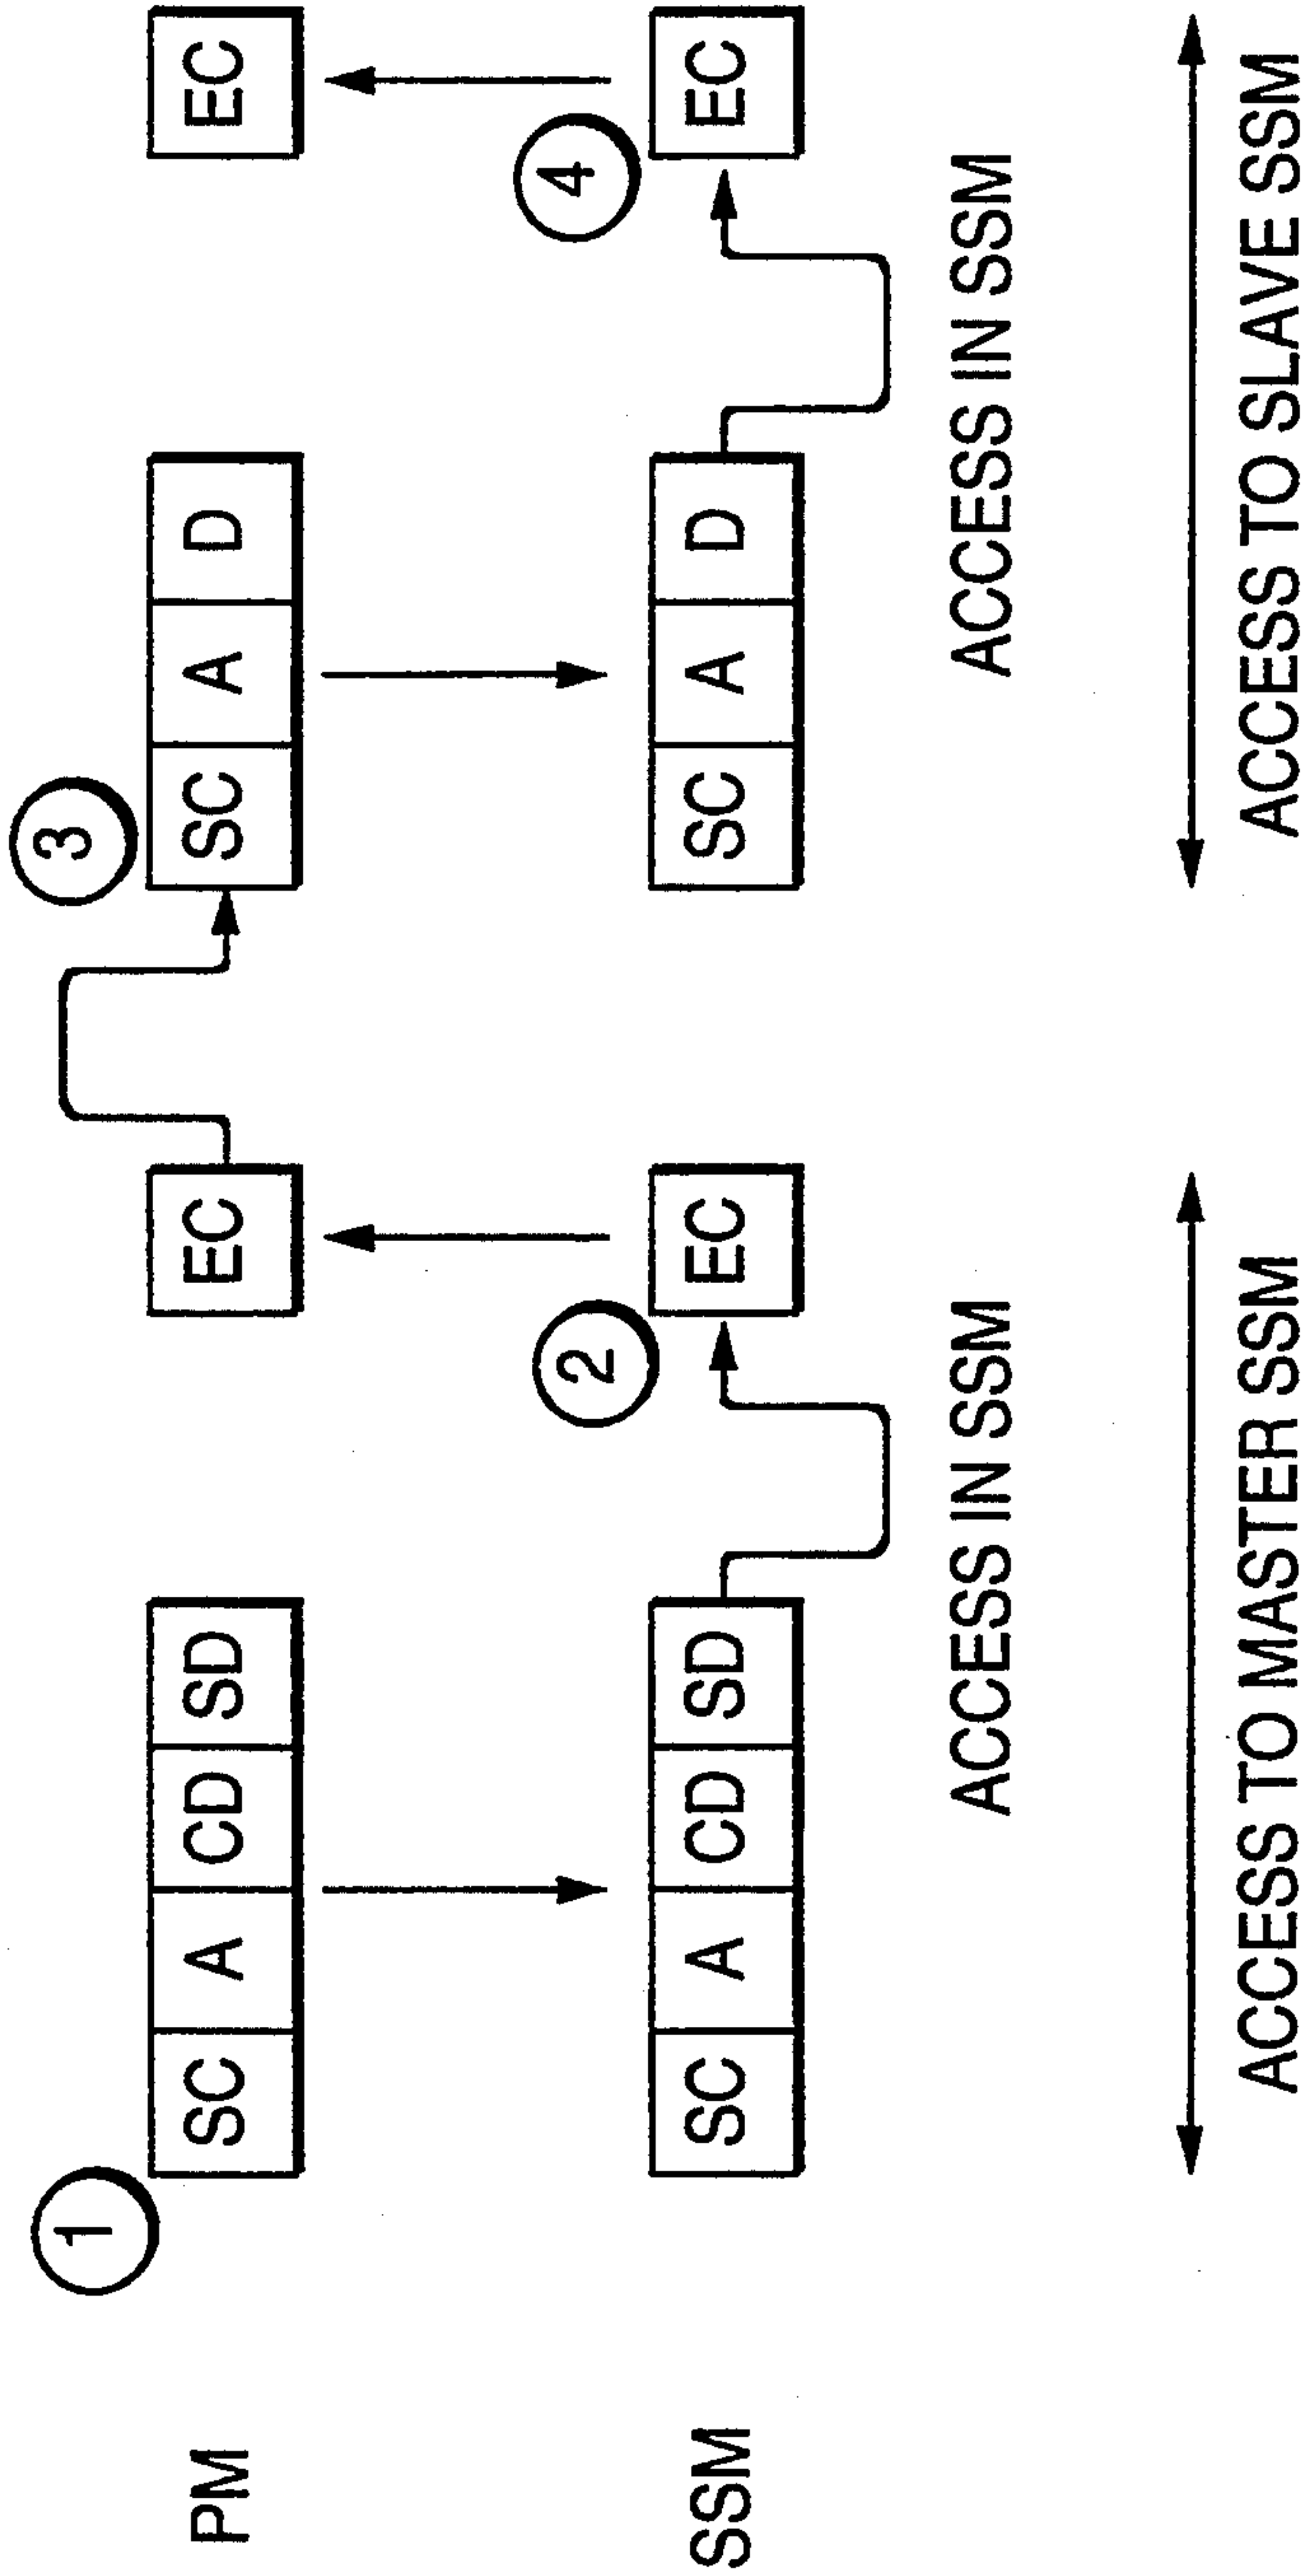 1
3
PM
SC A CD SD
EC
SC A D
EC
2
4
SSM
SC A CD SD
EC
SC A D
EC
ACCESS IN SSM
ACCESS IN SSM
ACCESS TO MASTER SSM
ACCESS TO SLAVE SSM